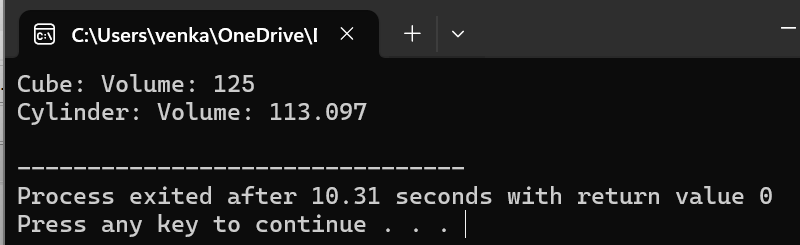 C:\Users\venka\OneDrive\I
Cube: Volume: 125
Cylinder: Volume: 113.097
--------------------------------
Process exited after 10.31 seconds with return value 0
Press any key to continue . . .